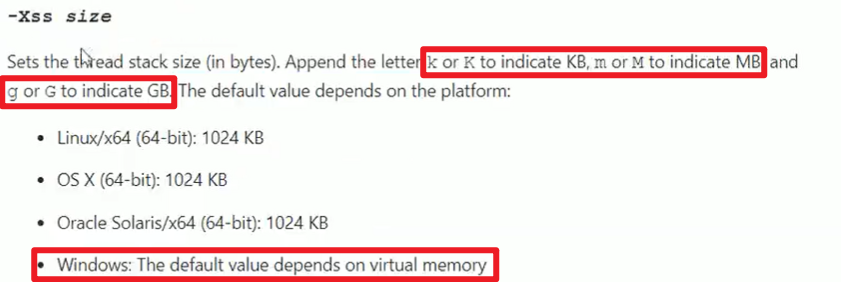 -Xss size
Sets the thread stack size (in bytes). Append the letter k or K to indicate KB, m or M to indicate MB, and
g or G to indicate GB. The default value depends on the platform:
• Linux/x64 (64-bit): 1024 KB
• OS X (64-bit): 1024 KB
• Oracle Solaris/x64 (64-bit): 1024 KB
• Windows: The default value depends on virtual memory